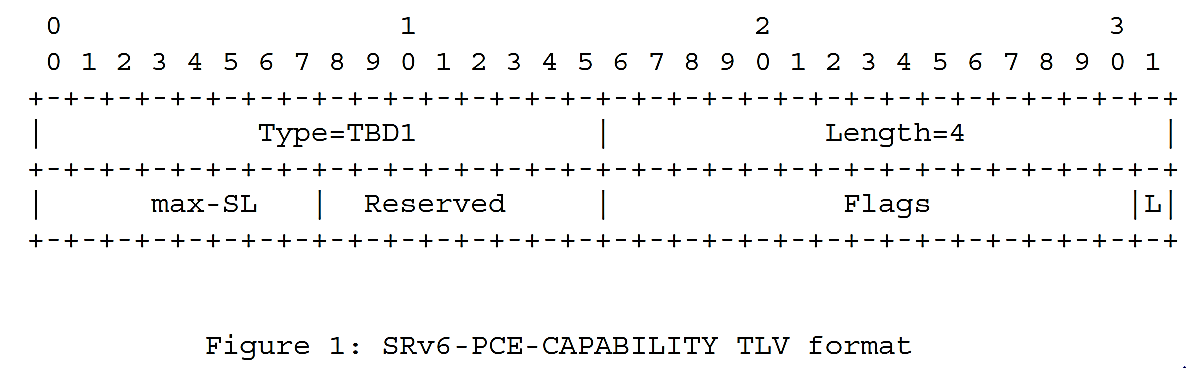 0                   1                   2                   3
 0 1 2 3 4 5 6 7 8 9 0 1 2 3 4 5 6 7 8 9 0 1 2 3 4 5 6 7 8 9 0 1
+-+-+-+-+-+-+-+-+-+-+-+-+-+-+-+-+-+-+-+-+-+-+-+-+-+-+-+-+-+-+-+-+
|            Type=TBD1          |            Length=4           |
+-+-+-+-+-+-+-+-+-+-+-+-+-+-+-+-+-+-+-+-+-+-+-+-+-+-+-+-+-+-+-+-+
|      max-SL   |  Reserved     |             Flags           |L|
+-+-+-+-+-+-+-+-+-+-+-+-+-+-+-+-+-+-+-+-+-+-+-+-+-+-+-+-+-+-+-+-+
Figure 1: SRv6-PCE-CAPABILITY TLV format